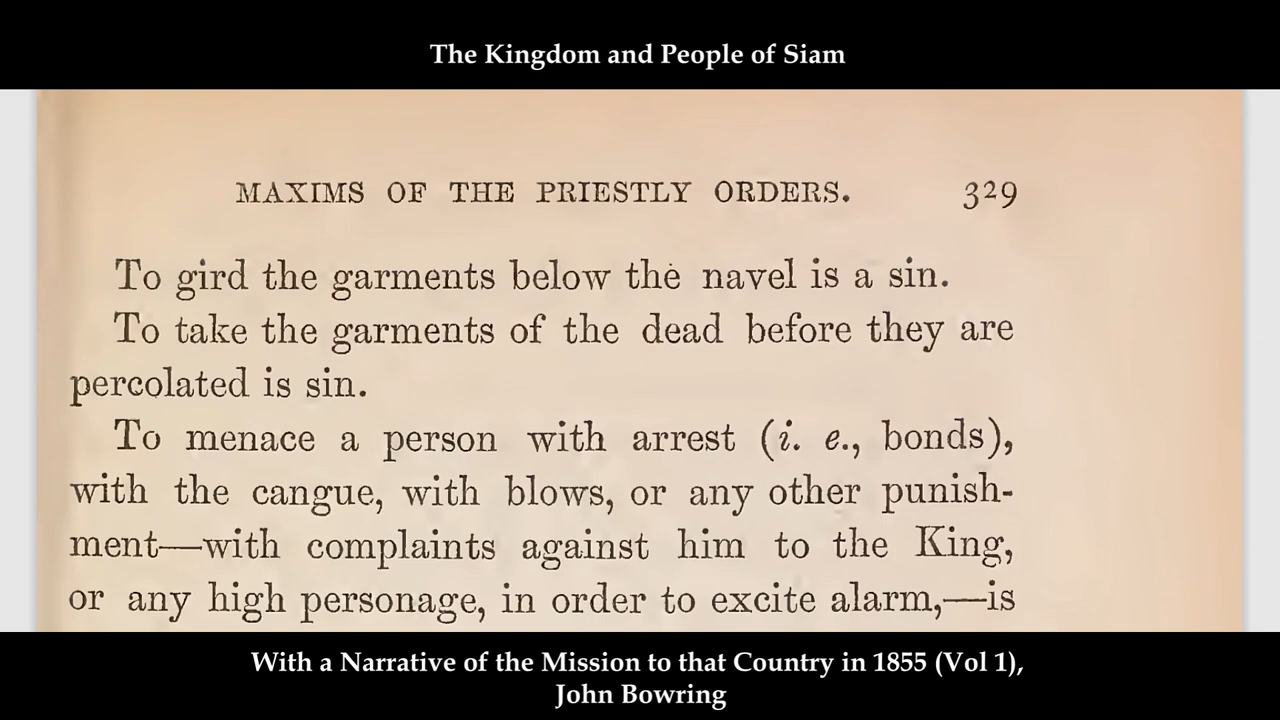 The Kingdom and People of Siam
MAXIMS OF THE PRIESTLY ORDERS. 329
To gird the garments below the navel is a sin.
To take the garments of the dead before they are
percolated is sin.
To menace a person with arrest (i. e., bonds),
with the cangue, with blows, or any other punish-
ment—with complaints against him to the King,
or any high personage, in order to excite alarm,—is
With a Narrative of the Mission to that Country in 1855 (Vol 1),
John Bowring